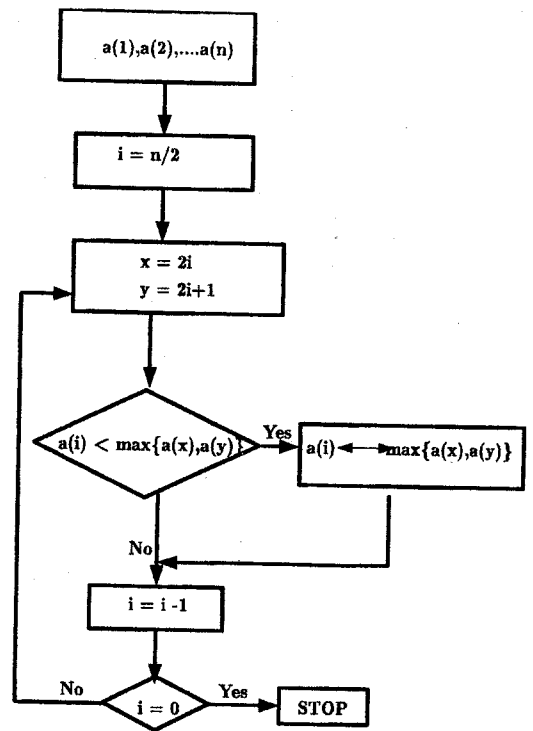 a(1),a(2),....a(n)
i = n/2
x = 2i
y = 2i+1
a(i) < max{a(x),a(y)}
Yes
a(i) max{a(x),a(y)}
No
i = i -1
No
i = 0
Yes
STOP